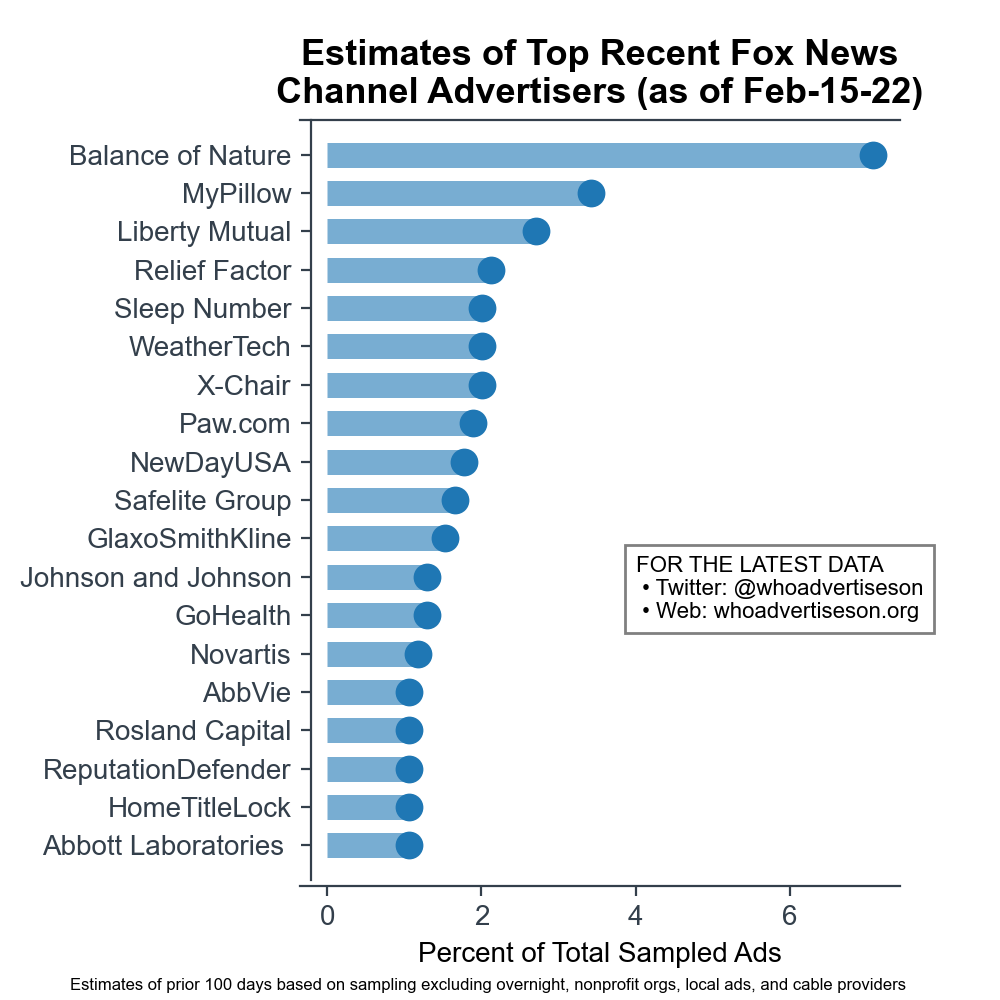 Estimates of Top Recent Fox News
Channel Advertisers (as of Feb-15-22)
Balance of Nature
MyPillow
Liberty Mutual
Relief Factor
Sleep Number
WeatherTech
X-Chair
Paw.com
NewDayUSA
Safelite Group
GlaxoSmithKline
Johnson and Johnson
GoHealth
Novartis
AbbVie
Rosland Capital
ReputationDefender
HomeTitleLock
Abbott Laboratories
FOR THE LATEST DATA
• Twitter: @whoadvertiseson
• Web: whoadvertiseson.org
0 2 4 6
Percent of Total Sampled Ads
Estimates of prior 100 days based on sampling excluding overnight, nonprofit orgs, local ads, and cable providers